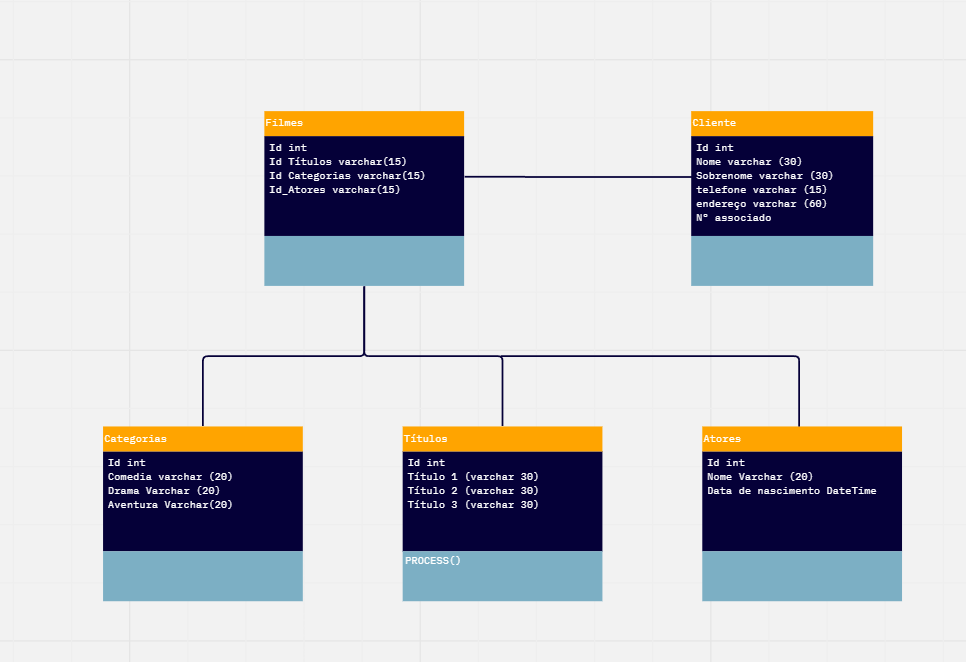 Filmes
Id int
Id Títulos varchar(15)
Id Categorias varchar(15)
Id_Atores varchar(15)
Cliente
Id int
Nome varchar (30)
Sobrenome varchar (30)
telefone varchar (15)
endereço varchar (60)
Nº associado
Categorias
Id int
Comedia varchar (20)
Drama Varchar (20)
Aventura Varchar(20)
Títulos
Id int
Título 1 (varchar 30)
Título 2 (varchar 30)
Título 3 (varchar 30)
PROCESS()
Atores
Id int
Nome Varchar (20)
Data de nascimento DateTime